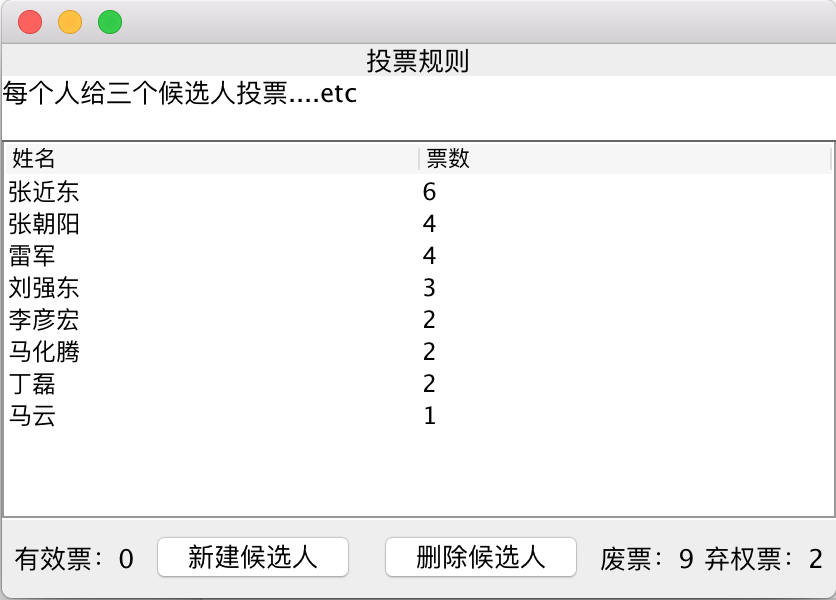 投票规则
每个人给三个候选人投票....etc
姓名 票数
张近东 6
张朝阳 4
雷军 4
刘强东 3
李彦宏 2
马化腾 2
丁磊 2
马云 1
有效票：0 新建候选人 删除候选人 废票：9 弃权票：2